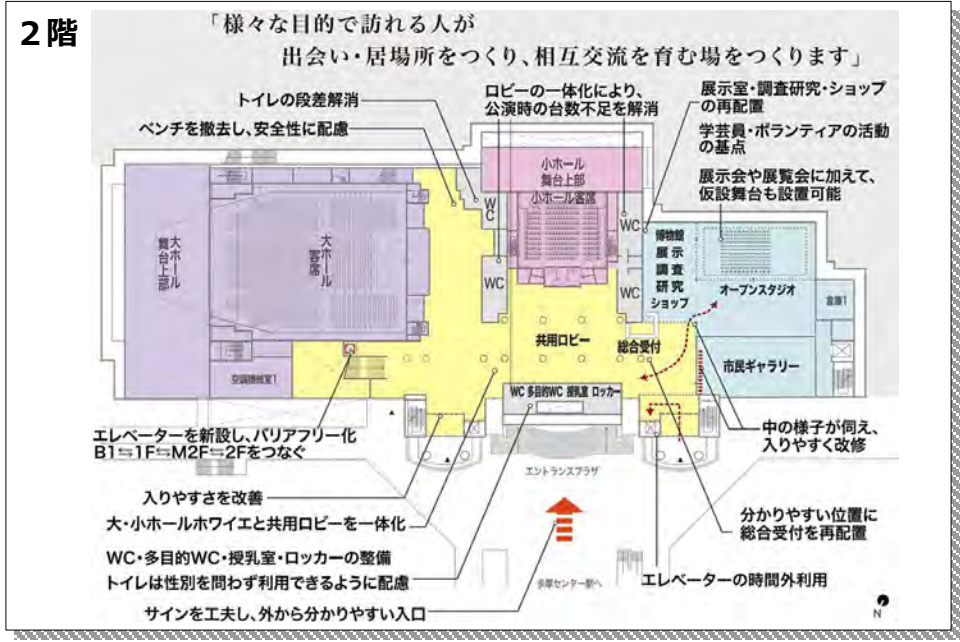 2階
「様々な目的で訪れる人が
出会い・居場所をつくり、相互交流を育む場をつくります」
トイレの段差解消
ベンチを撤去し、安全性に配慮
ロビーの一体化により、
公演時の台数不足を解消
展示室・調査研究・ショップ
の再配置
学芸員・ボランティアの活動
の基点
展示会や展覧会に加えて、
仮設舞台も設置可能
大ホール
舞台上部
大ホール
客席
空調機械室1
小ホール
舞台上部
小ホール客席
WC
WC
WC
WC
博物館
展示
調査
研究
ショップ
オープンスタジオ
倉庫1
共用ロビー
総合受付
市民ギャラリー
WC 多目的WC 授乳室 ロッカー
エレベーターを新設し、バリアフリー化
B1⇆1F⇆M2F⇆2Fをつなぐ
エントランスプラザ
中の様子が伺え、
入りやすく改修
入りやすさを改善
大・小ホールホワイエと共用ロビーを一体化
分かりやすい位置に
総合受付を再配置
WC・多目的WC・授乳室・ロッカーの整備
トイレは性別を問わず利用できるように配慮
多摩センター駅へ
エレベーターの時間外利用
サインを工夫し、外から分かりやすい入口
N